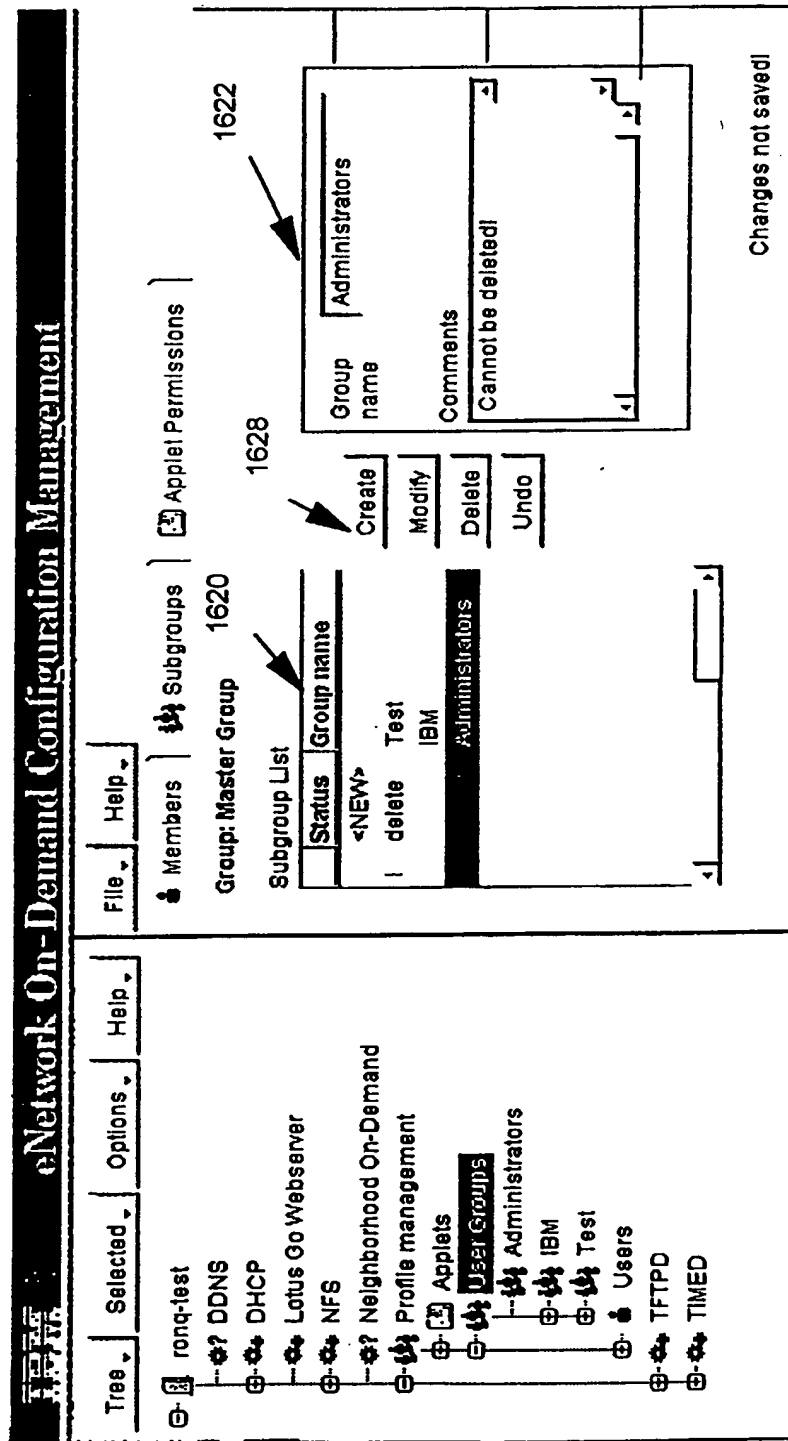 eNetwork On-Demand Configuration Management
Tree Selected Options Help
ronq-test
? DDNS
DHCP
Lotus Go Webserver
NFS
? Neighborhood On-Demand
Profile management
Applets
User Groups
Administrators
IBM
Test
Users
TFTPD
TIMED
File Help
Members Subgroups Applet Permissions
Group: Master Group
1620
1628
1622
Subgroup List
Status Group name
<NEW>
| delete Test
IBM
Administrators
Create
Modify
Delete
Undo
Group name
Administrators
Comments
Cannot be deleted!
Changes not saved!